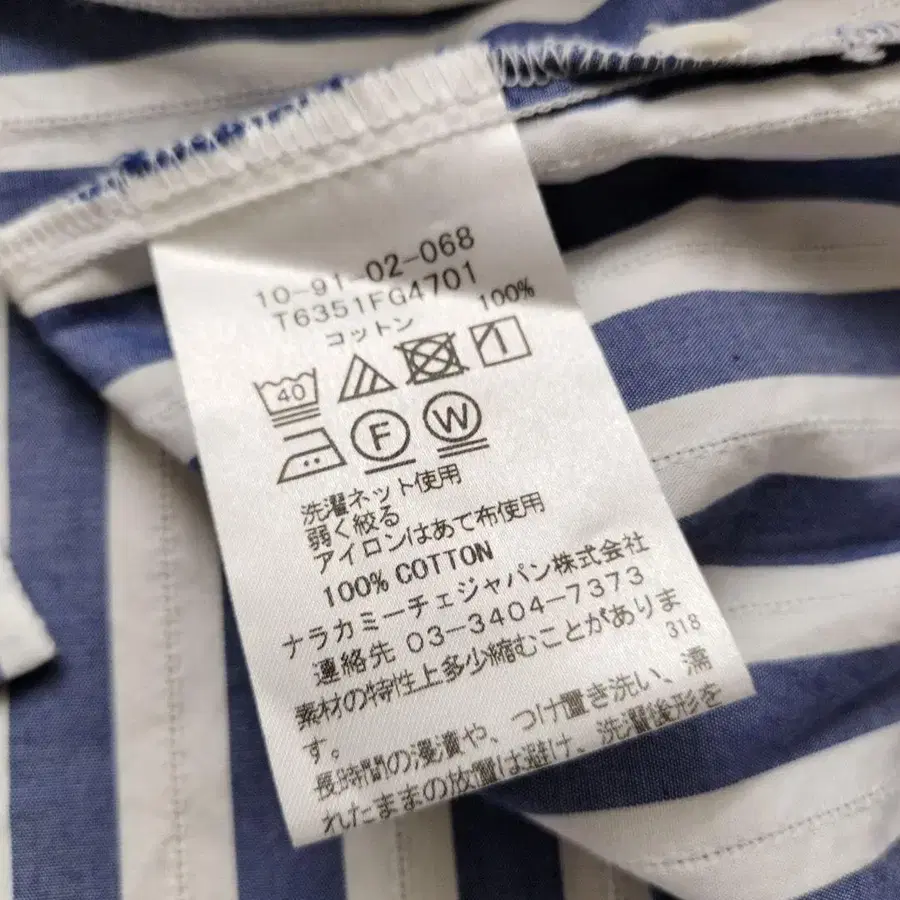 10-91-02-068
T6351FG4701
コットン 100%
40
F W
洗濯ネット使用
弱く絞る
アイロンはあて布使用
100% COTTON
ナラカミーチェジャパン株式会社
連絡先 03-3404-7373
318
素材の特性上多少縮むことがありま
す。
長時間の浸漬や、つけ置き洗い、濡
れたままの放置は避け、洗濯後形を